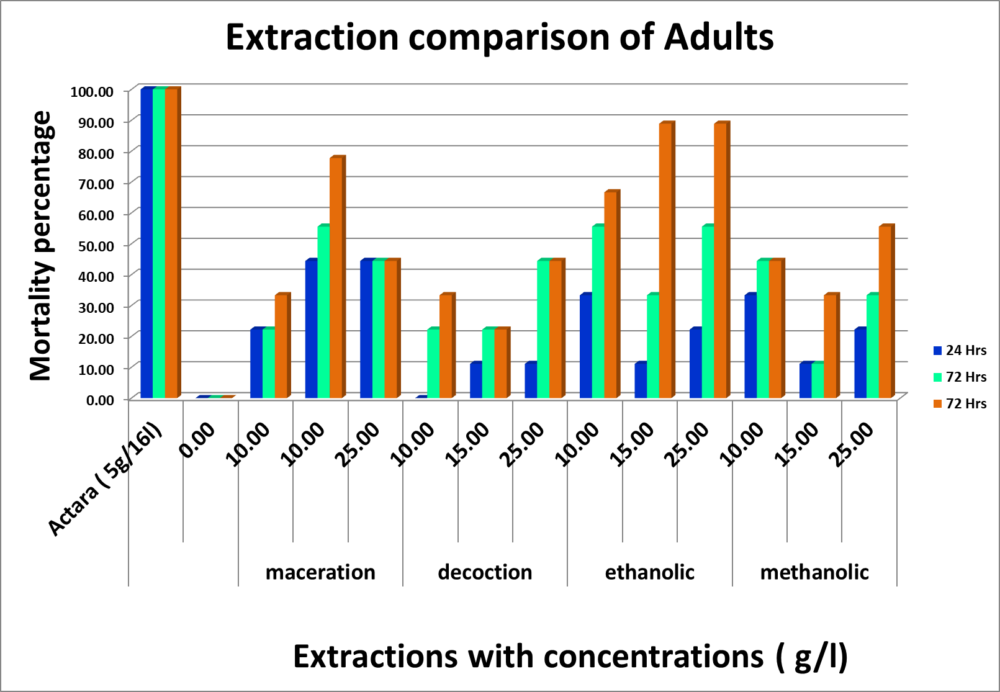 Extraction comparison of Adults
Mortality percentage
100.00
90.00
80.00
70.00
60.00
50.00
40.00
30.00
20.00
10.00
0.00
24 Hrs
72 Hrs
72 Hrs
Actara ( 5g/16l)
0.00
10.00
10.00
25.00
10.00
15.00
25.00
10.00
15.00
25.00
10.00
15.00
25.00
maceration
decoction
ethanolic
methanolic
Extractions with concentrations ( g/l)